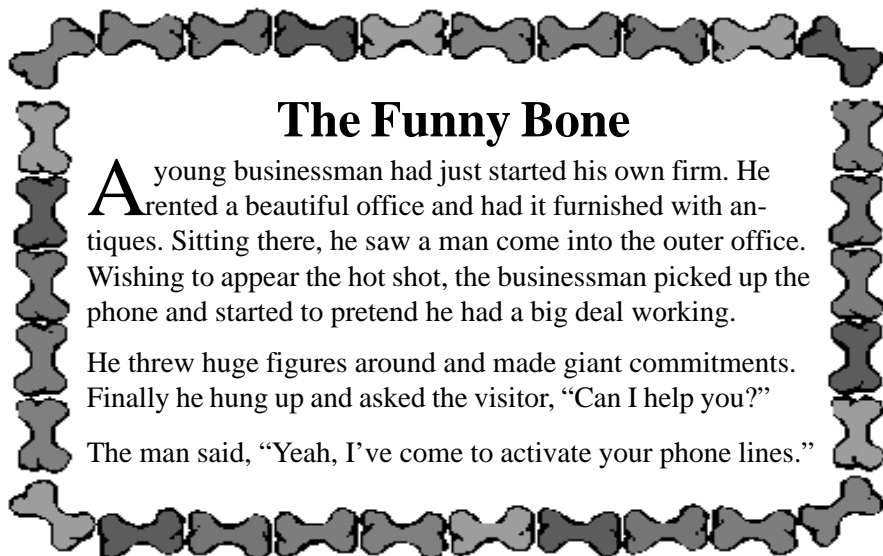 The Funny Bone
A young businessman had just started his own firm. He
rented a beautiful office and had it furnished with an-
tiques. Sitting there, he saw a man come into the outer office.
Wishing to appear the hot shot, the businessman picked up the
phone and started to pretend he had a big deal working.
He threw huge figures around and made giant commitments.
Finally he hung up and asked the visitor, “Can I help you?”
The man said, “Yeah, I’ve come to activate your phone lines.”